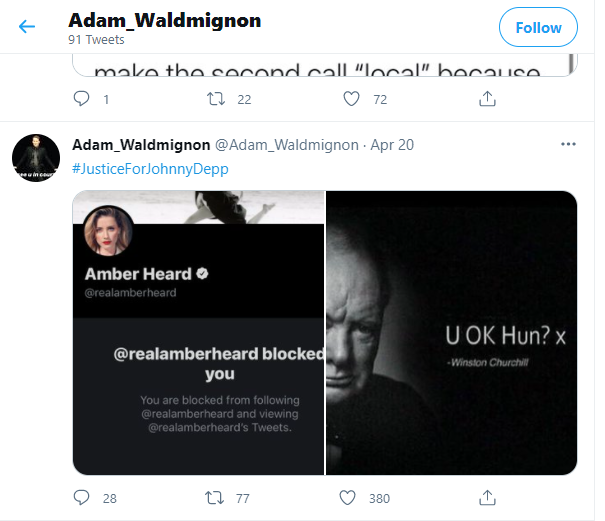 Adam_Waldmignon
91 Tweets
Follow
make the second call “local” because
1 22 72
Adam_Waldmignon @Adam_Waldmignon · Apr 20
#JusticeForJohnnyDepp
Amber Heard
@realamberheard
@realamberheard blocked
you
You are blocked from following
@realamberheard and viewing
@realamberheard's Tweets.
U OK Hun? x
-Winston Churchill
28 77 380